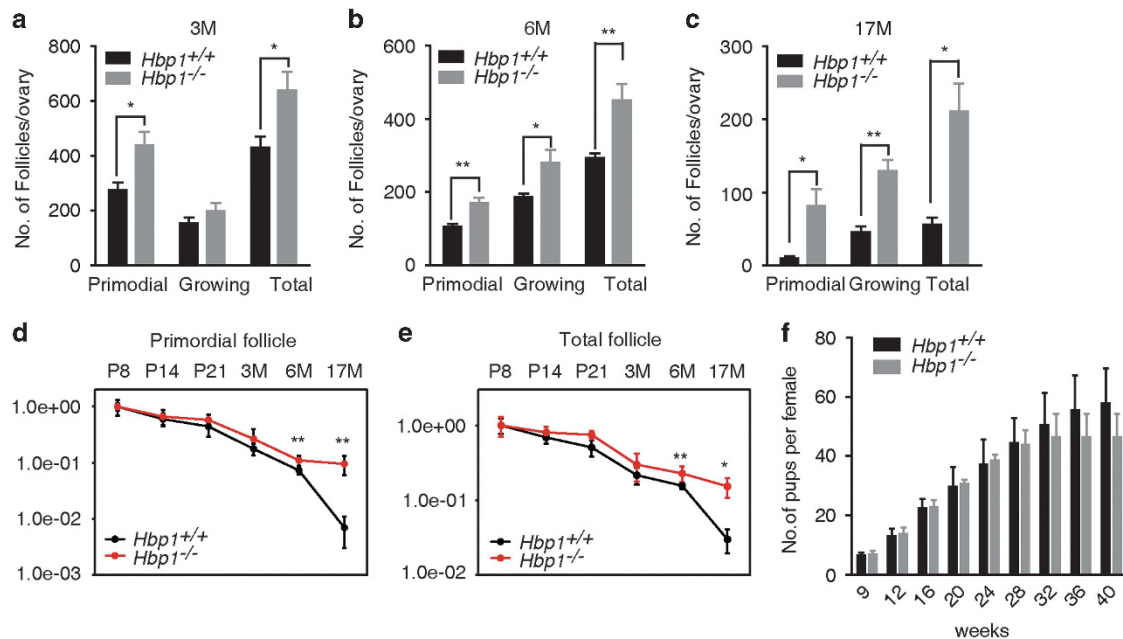 a
3M
No. of Follicles/ovary
800
600
400
200
0
Hbp1+/+
Hbp1-/-
*
*
Primodial Growing Total
b
6M
No. of Follicles/ovary
600
400
200
0
Hbp1+/+
Hbp1-/-
**
*
**
Primodial Growing Total
c
17M
No. of Follicles/ovary
300
200
100
0
Hbp1+/+
Hbp1-/-
*
**
*
Primodial Growing Total
d
Primordial follicle
P8 P14 P21 3M 6M 17M
1.0e+00
1.0e-01
1.0e-02
1.0e-03
** **
Hbp1+/+
Hbp1-/-
e
Total follicle
P8 P14 P21 3M 6M 17M
1.0e+00
1.0e-01
1.0e-02
** *
Hbp1+/+
Hbp1-/-
f
No.of pups per female
80
60
40
20
0
Hbp1+/+
Hbp1-/-
9 12 16 20 24 28 32 36 40
weeks